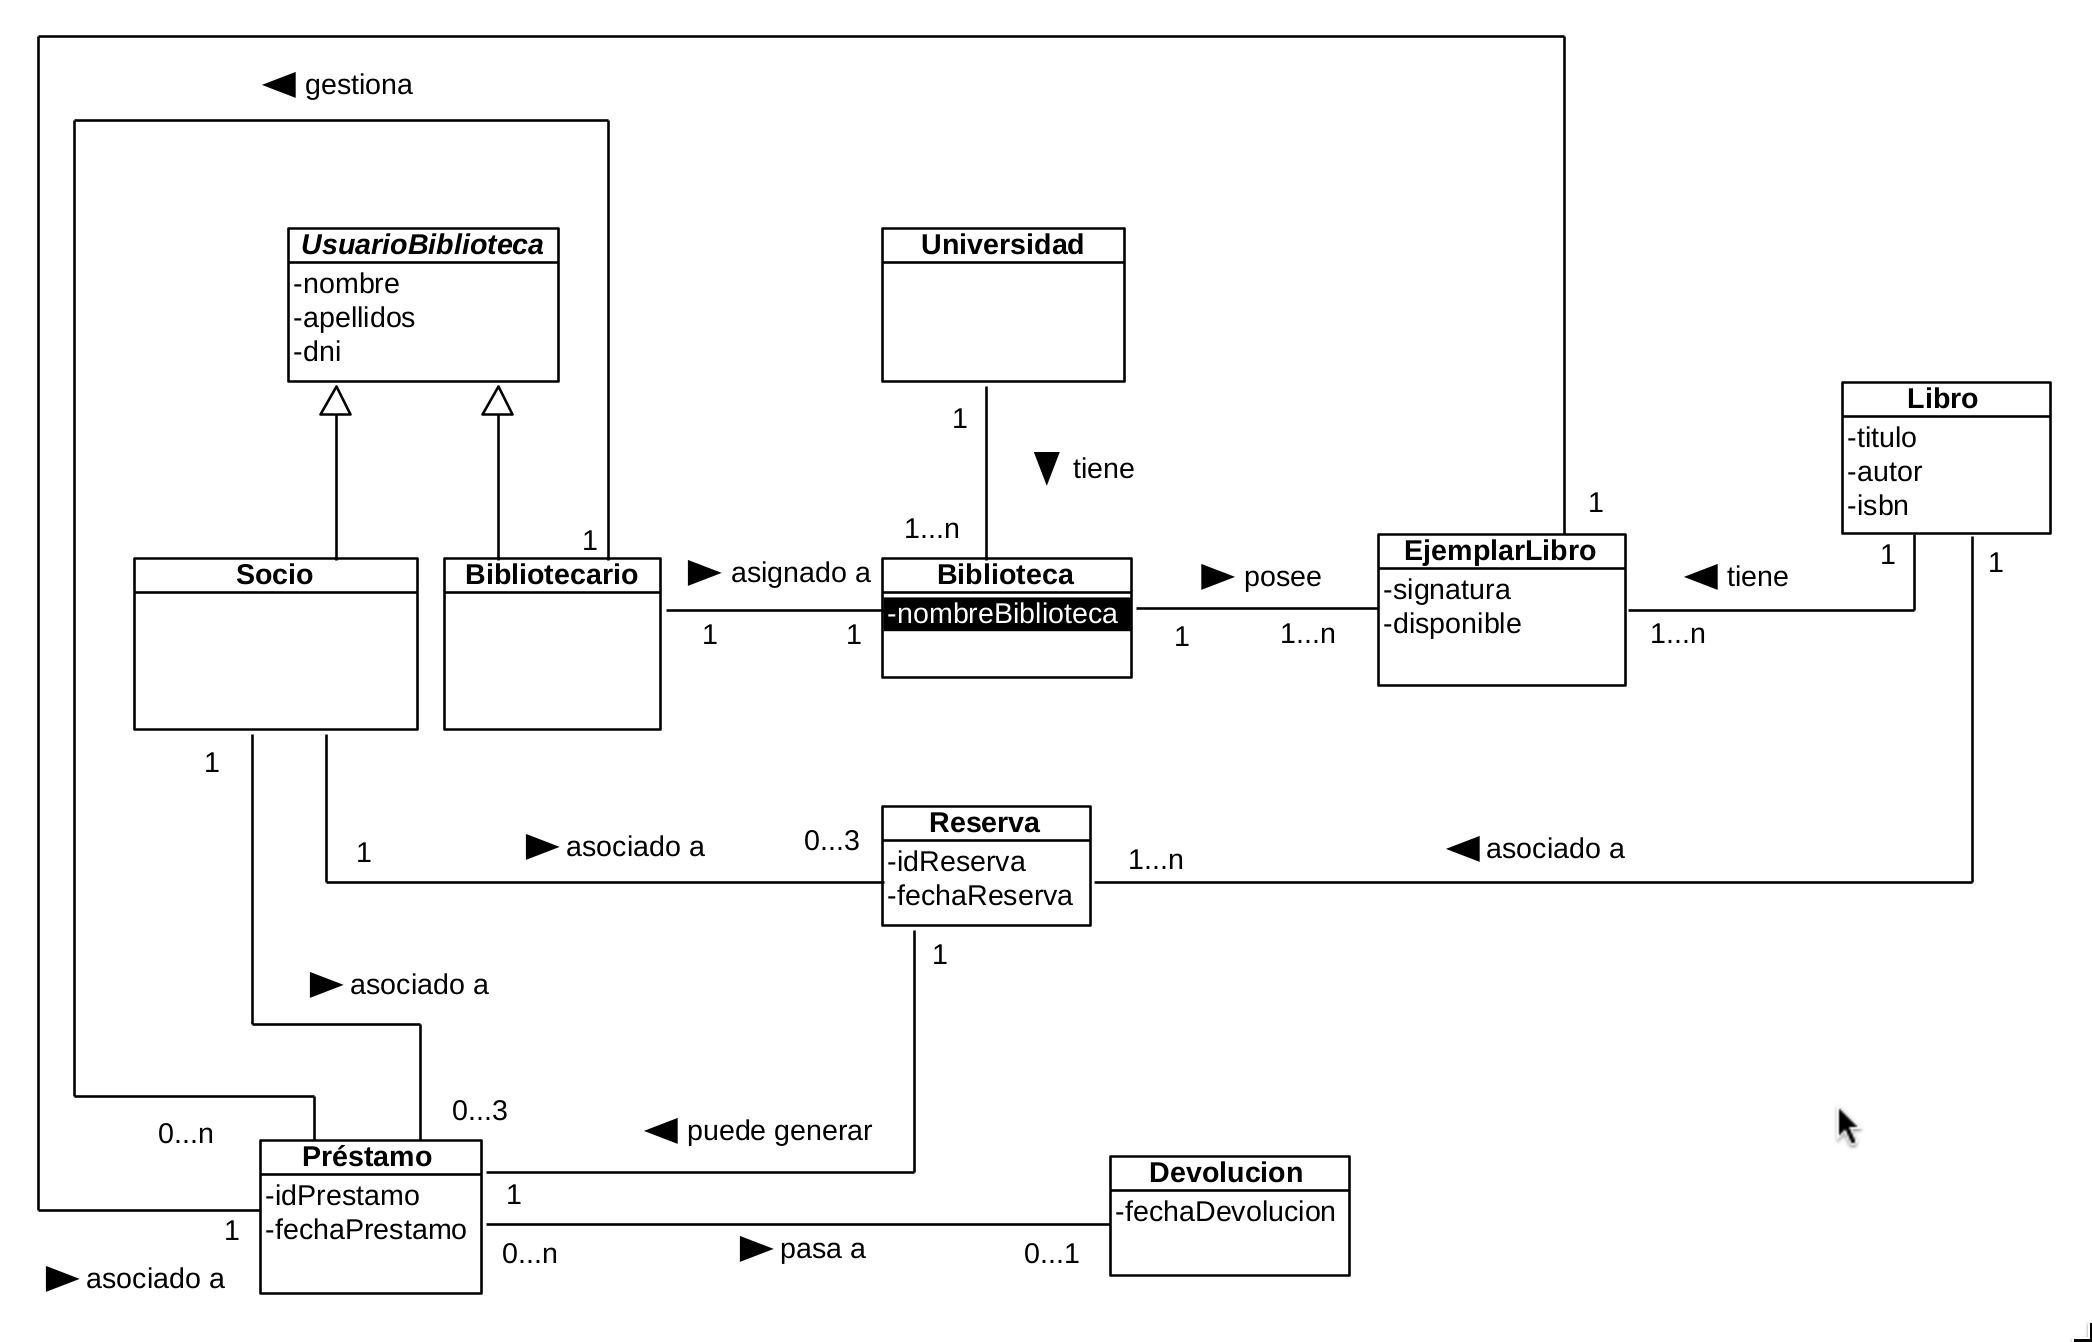 gestiona
UsuarioBiblioteca
-nombre
-apellidos
-dni
Universidad
1
tiene
1...n
Libro
-titulo
-autor
-isbn
1
1
Socio
1
Bibliotecario
asignado a
1
1
Biblioteca
-nombreBiblioteca
posee
1
1...n
EjemplarLibro
-signatura
-disponible
tiene
1...n
1
1
1
asociado a
0...3
Reserva
-idReserva
-fechaReserva
1...n
asociado a
1
asociado a
0...n
0...3
puede generar
Préstamo
-idPrestamo
-fechaPrestamo
1
1
asociado a
0...n
pasa a
0...1
Devolucion
-fechaDevolucion